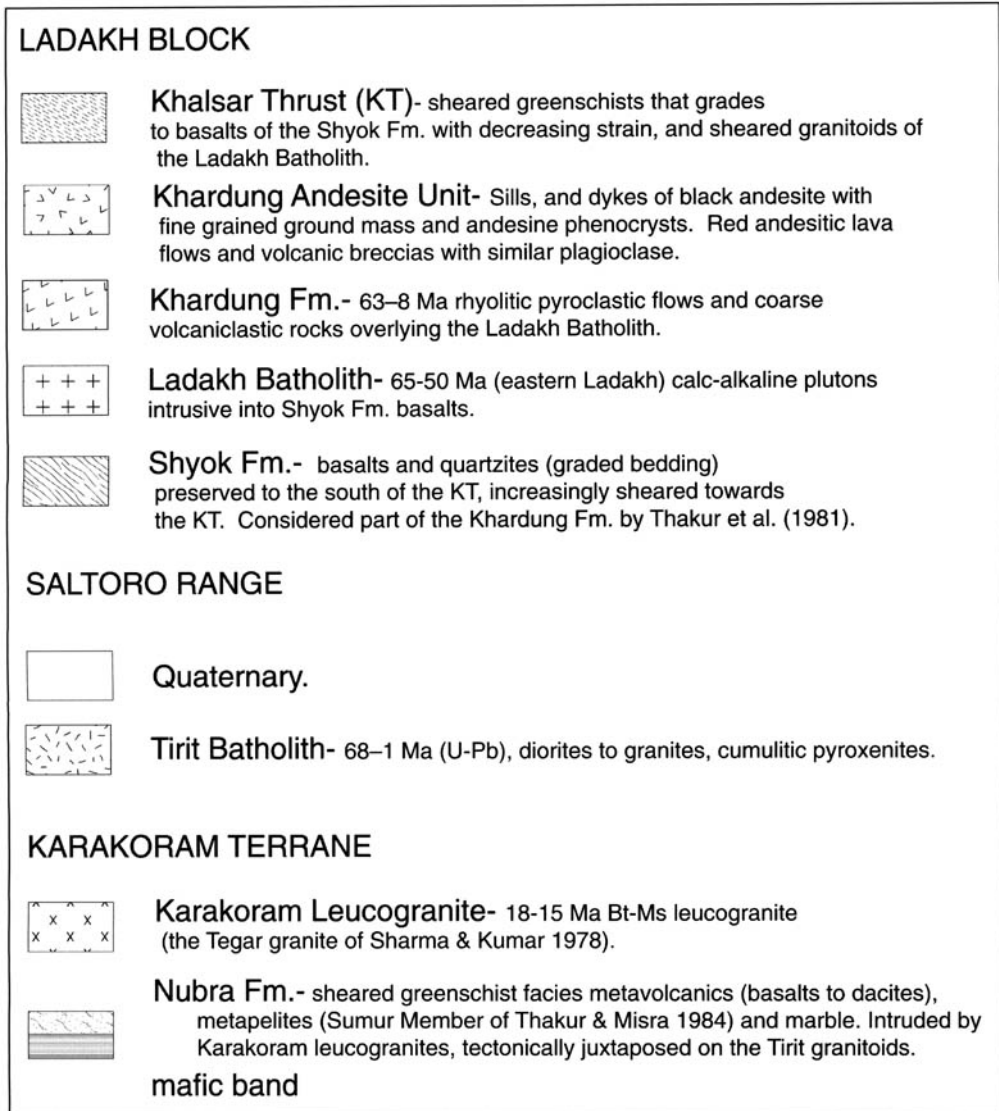 LADAKH BLOCK
Khalsar Thrust (KT)- sheared greenschists that grades
to basalts of the Shyok Fm. with decreasing strain, and sheared granitoids of
the Ladakh Batholith.
Khardung Andesite Unit- Sills, and dykes of black andesite with
fine grained ground mass and andesine phenocrysts. Red andesitic lava
flows and volcanic breccias with similar plagioclase.
Khardung Fm.- 63–8 Ma rhyolitic pyroclastic flows and coarse
volcaniclastic rocks overlying the Ladakh Batholith.
Ladakh Batholith- 65-50 Ma (eastern Ladakh) calc-alkaline plutons
intrusive into Shyok Fm. basalts.
Shyok Fm.- basalts and quartzites (graded bedding)
preserved to the south of the KT, increasingly sheared towards
the KT. Considered part of the Khardung Fm. by Thakur et al. (1981).
SALTORO RANGE
Quaternary.
Tirit Batholith- 68–1 Ma (U-Pb), diorites to granites, cumulitic pyroxenites.
KARAKORAM TERRANE
Karakoram Leucogranite- 18-15 Ma Bt-Ms leucogranite
(the Tegar granite of Sharma & Kumar 1978).
Nubra Fm.- sheared greenschist facies metavolcanics (basalts to dacites),
metapelites (Sumur Member of Thakur & Misra 1984) and marble. Intruded by
Karakoram leucogranites, tectonically juxtaposed on the Tirit granitoids.
mafic band